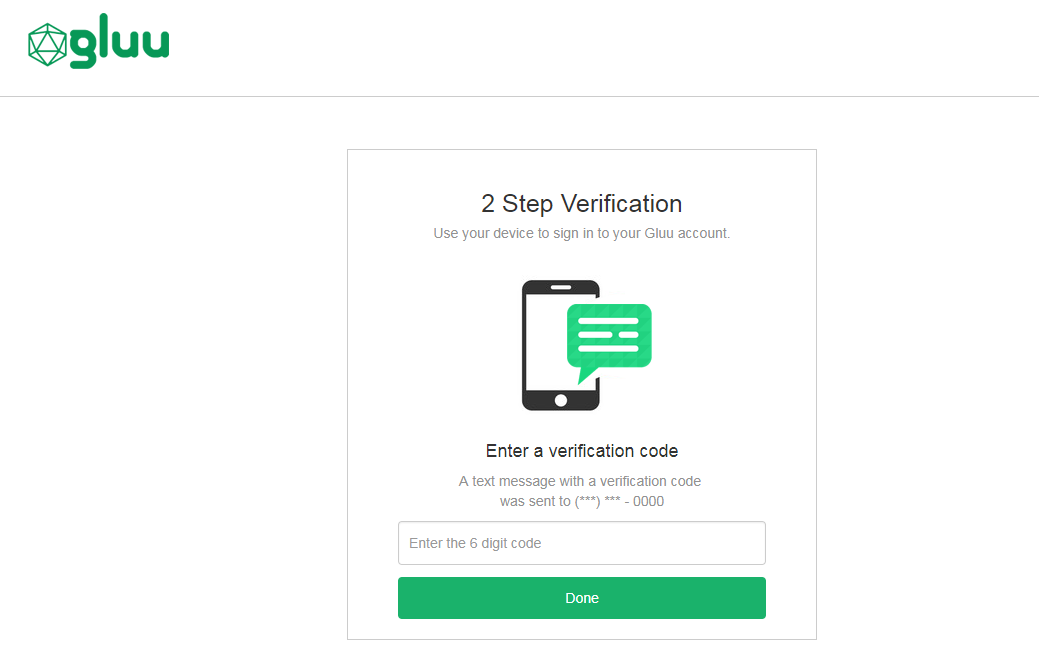 gluu
2 Step Verification
Use your device to sign in to your Gluu account.
Enter a verification code
A text message with a verification code
was sent to (***) *** - 0000
Enter the 6 digit code
Done